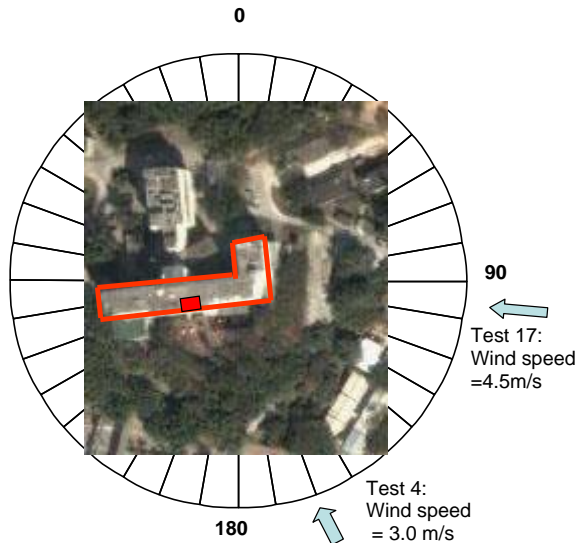 0
90
Test 17:
Wind speed
=4.5m/s
Test 4:
Wind speed
= 3.0 m/s
180